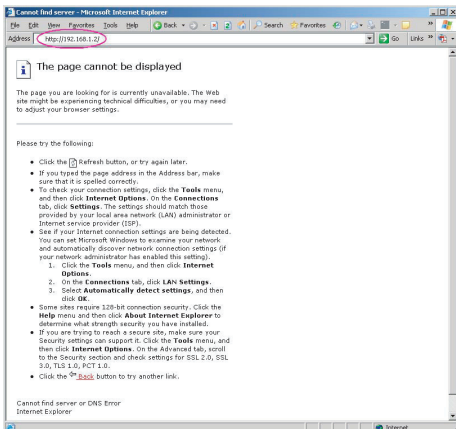 Cannot find server - Microsoft Internet Explorer
File Edit View Favorites Tools Help Back Search Favorites
Address http://192.168.1.2/ Go Links
The page cannot be displayed
The page you are looking for is currently unavailable. The Web
site might be experiencing technical difficulties, or you may need
to adjust your browser settings.
Please try the following:
Click the Refresh button, or try again later.
If you typed the page address in the Address bar, make
sure that it is spelled correctly.
To check your connection settings, click the Tools menu,
and then click Internet Options. On the Connections
tab, click Settings. The settings should match those
provided by your local area network (LAN) administrator or
Internet service provider (ISP).
See if your Internet connection settings are being detected.
You can set Microsoft Windows to examine your network
and automatically discover network connection settings (if
your network administrator has enabled this setting).
1. Click the Tools menu, and then click Internet
Options.
2. On the Connections tab, click LAN Settings.
3. Select Automatically detect settings, and then
click OK.
Some sites require 128-bit connection security. Click the
Help menu and then click About Internet Explorer to
determine what strength security you have installed.
If you are trying to reach a secure site, make sure your
Security settings can support it. Click the Tools menu, and
then click Internet Options. On the Advanced tab, scroll
to the Security section and check settings for SSL 2.0, SSL
3.0, TLS 1.0, PCT 1.0.
Click the Back button to try another link.
Cannot find server or DNS Error
Internet Explorer
Internet